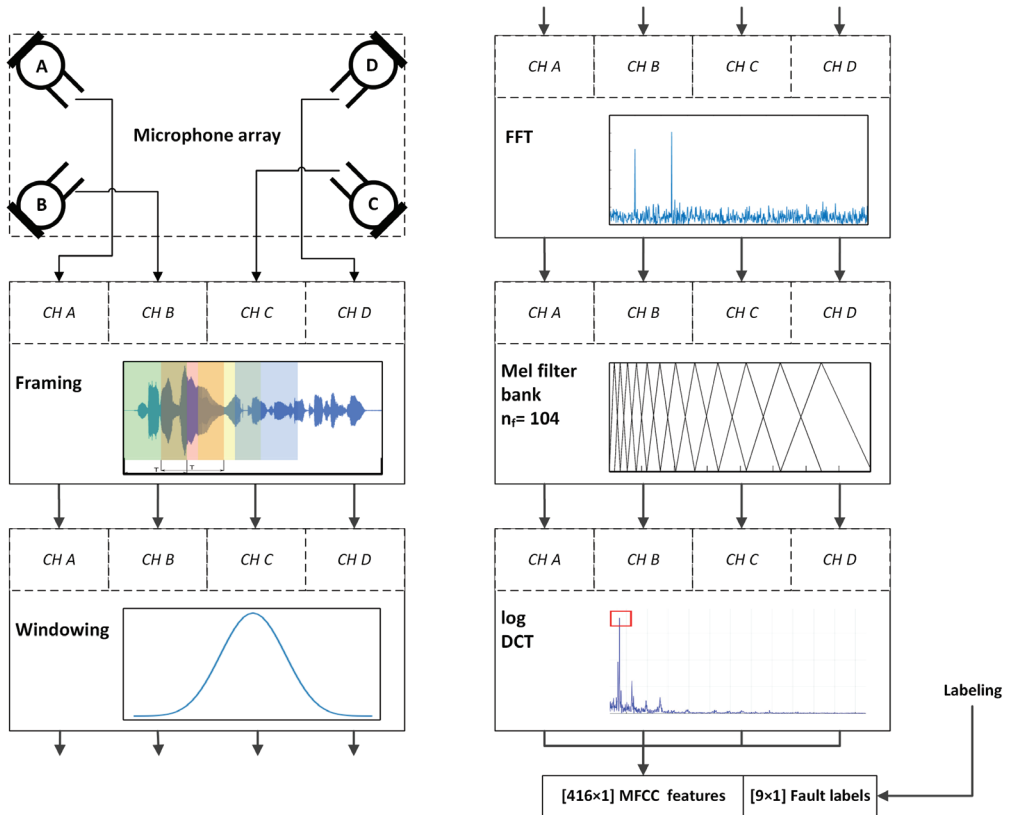 A
D
Microphone array
B
C
CH A
CH B
CH C
CH D
Framing
T
T
CH A
CH B
CH C
CH D
Windowing
CH A
CH B
CH C
CH D
FFT
CH A
CH B
CH C
CH D
Mel filter
bank
nf= 104
CH A
CH B
CH C
CH D
log
DCT
Labeling
[416×1] MFCC features
[9×1] Fault labels